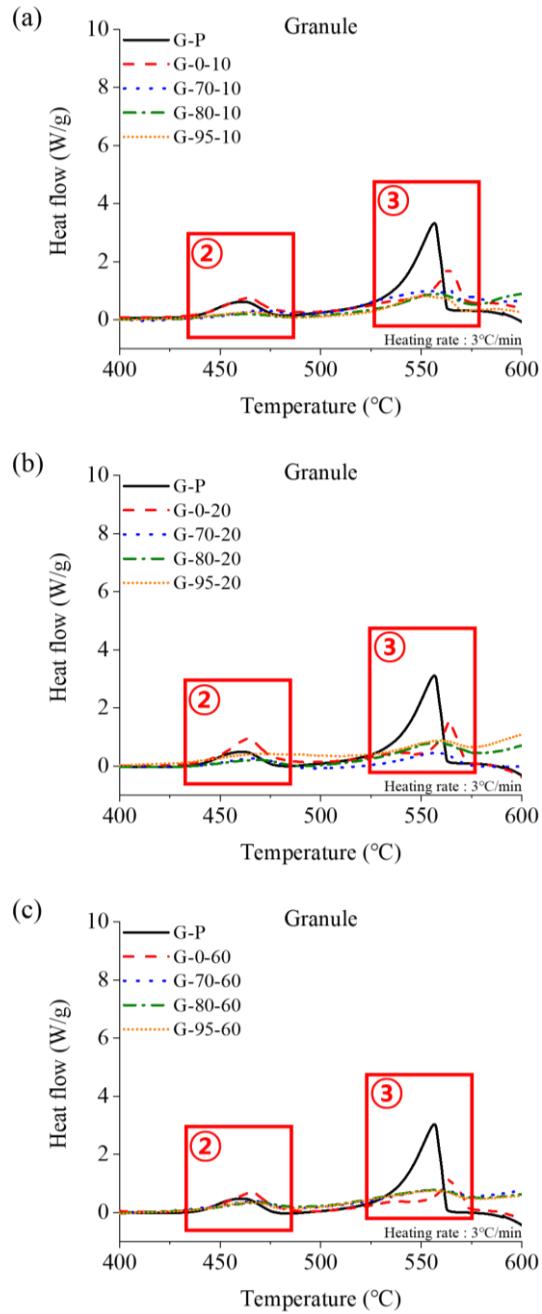 (a)
Granule
G-P
G-0-10
G-70-10
G-80-10
G-95-10
10
8
6
4
2
0
Heat flow (W/g)
②
③
Heating rate : 3℃/min
400
450
500
550
600
Temperature (℃)
(b)
Granule
G-P
G-0-20
G-70-20
G-80-20
G-95-20
10
8
6
4
2
0
Heat flow (W/g)
②
③
Heating rate : 3℃/min
400
450
500
550
600
Temperature (℃)
(c)
Granule
G-P
G-0-60
G-70-60
G-80-60
G-95-60
10
8
6
4
2
0
Heat flow (W/g)
②
③
Heating rate : 3℃/min
400
450
500
550
600
Temperature (℃)